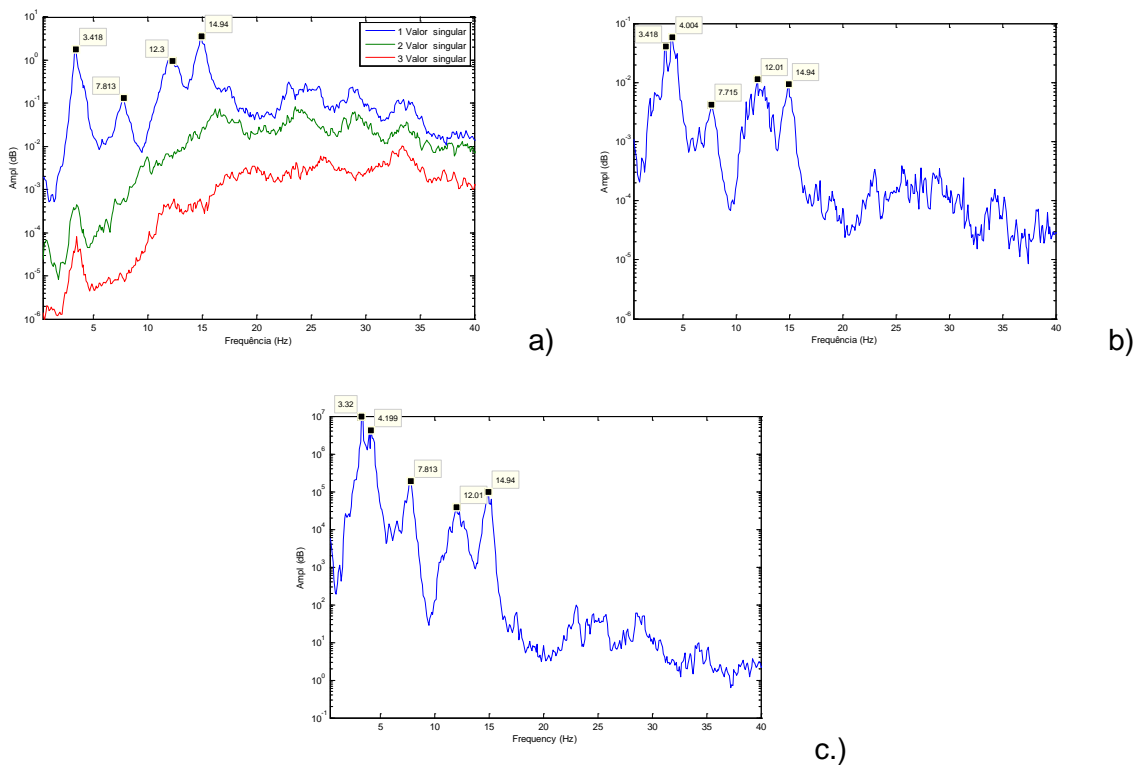 10^1
10^0
10^-1
10^-2
10^-3
10^-4
10^-5
10^-6
Ampl (dB)
3.418
7.813
12.3
14.94
1 Valor singular
2 Valor singular
3 Valor singular
5 10 15 20 25 30 35 40
Frequência (Hz)
a)
10^-1
10^-2
10^-3
10^-4
10^-5
10^-6
Ampl (dB)
3.418
4.004
7.715
12.01
14.94
5 10 15 20 25 30 35 40
Frequência (Hz)
b)
10^7
10^6
10^5
10^4
10^3
10^2
10^1
10^0
10^-1
Ampl (dB)
3.32
4.199
7.813
12.01
14.94
5 10 15 20 25 30 35 40
Frequency (Hz)
c.)